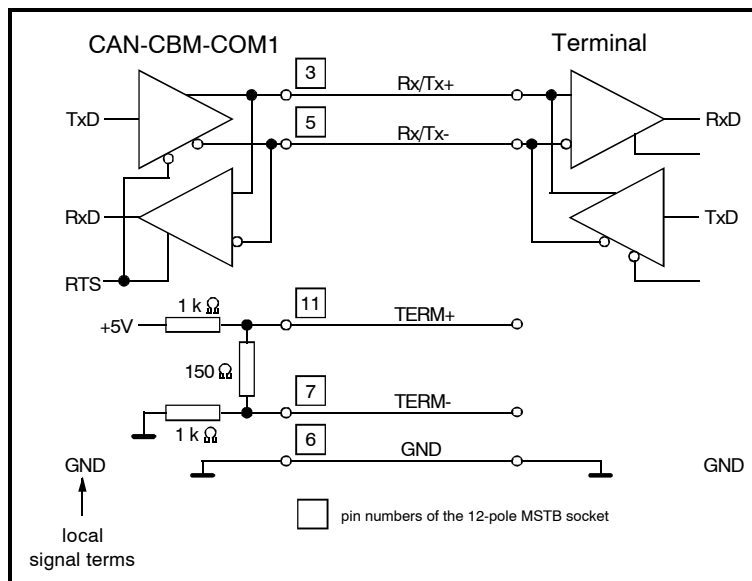 CAN-CBM-COM1
Terminal
3
Rx/Tx+
TxD
RxD
5
Rx/Tx-
RxD
TxD
RTS
1 k Ω
11
TERM+
+5V
150 Ω
7
TERM-
1 k Ω
6
GND
GND
GND
pin numbers of the 12-pole MSTB socket
local
signal terms